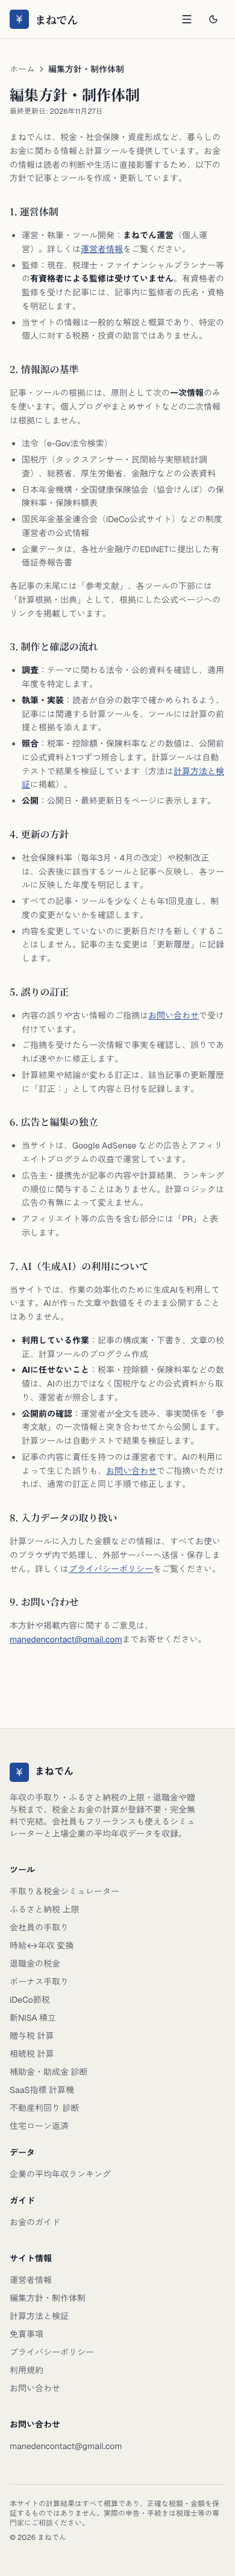 ¥ まねでん
ホーム › 編集方針・制作体制
編集方針・制作体制
最終更新日: 2026年11月27日
まねでんは、税金・社会保険・資産形成など、暮らしの
お金に関わる情報と計算ツールを提供しています。お金
の情報は読者の判断や生活に直接影響するため、以下の
方針で記事とツールを作成・更新しています。
1. 運営体制
運営・執筆・ツール開発：まねでん運営（個人運
営）。詳しくは運営者情報をご覧ください。
監修：現在、税理士・ファイナンシャルプランナー等
の有資格者による監修は受けていません。有資格者の
監修を受けた記事には、記事内に監修者の氏名・資格
を明記します。
当サイトの情報は一般的な解説と概算であり、特定の
個人に対する税務・投資の助言ではありません。
2. 情報源の基準
記事・ツールの根拠には、原則として次の一次情報のみ
を使います。個人ブログやまとめサイトなどの二次情報
は根拠にしません。
法令（e-Gov法令検索）
国税庁（タックスアンサー・民間給与実態統計調
査）、総務省、厚生労働省、金融庁などの公表資料
日本年金機構・全国健康保険協会（協会けんぽ）の保
険料率・保険料額表
国民年金基金連合会（iDeCo公式サイト）などの制度
運営者の公式情報
企業データは、各社が金融庁のEDINETに提出した有
価証券報告書
各記事の末尾には「参考文献」、各ツールの下部には
「計算根拠・出典」として、根拠にした公式ページへの
リンクを掲載しています。
3. 制作と確認の流れ
調査：テーマに関わる法令・公的資料を確認し、適用
年度を特定します。
執筆・実装：読者が自分の数字で確かめられるよう、
記事には関連する計算ツールを、ツールには計算の前
提と根拠を添えます。
照合：税率・控除額・保険料率などの数値は、公開前
に公式資料と1つずつ照合します。計算ツールは自動
テストで結果を検証しています（方法は計算方法と検
証に掲載）。
公開：公開日・最終更新日をページに表示します。
4. 更新の方針
社会保険料率（毎年3月・4月の改定）や税制改正
は、公表後に該当するツールと記事へ反映し、各ツー
ルに反映した年度を明記します。
すべての記事・ツールを少なくとも年1回見直し、制
度の変更がないかを確認します。
内容を変更していないのに更新日だけを新しくするこ
とはしません。記事の主な変更は「更新履歴」に記録
します。
5. 誤りの訂正
内容の誤りや古い情報のご指摘はお問い合わせで受け
付けています。
ご指摘を受けたら一次情報で事実を確認し、誤りであ
れば速やかに修正します。
計算結果や結論が変わる訂正は、該当記事の更新履歴
に「訂正：」として内容と日付を記録します。
6. 広告と編集の独立
当サイトは、Google AdSense などの広告とアフィリ
エイトプログラムの収益で運営しています。
広告主・提携先が記事の内容や計算結果、ランキング
の順位に関与することはありません。計算ロジックは
広告の有無によって変えません。
アフィリエイト等の広告を含む部分には「PR」と表
示します。
7. AI（生成AI）の利用について
当サイトでは、作業の効率化のために生成AIを利用して
います。AIが作った文章や数値をそのまま公開すること
はありません。
利用している作業：記事の構成案・下書き、文章の校
正、計算ツールのプログラム作成
AIに任せないこと：税率・控除額・保険料率などの数
値は、AIの出力ではなく国税庁などの公式資料から取
り、運営者が照合します。
公開前の確認：運営者が全文を読み、事実関係を「参
考文献」の一次情報と突き合わせてから公開します。
計算ツールは自動テストで結果を検証します。
記事の内容に責任を持つのは運営者です。AIの利用に
よって生じた誤りも、お問い合わせでご指摘いただけ
れば、通常の訂正と同じ手順で修正します。
8. 入力データの取り扱い
計算ツールに入力した金額などの情報は、すべてお使い
のブラウザ内で処理し、外部サーバーへ送信・保存しま
せん。詳しくはプライバシーポリシーをご覧ください。
9. お問い合わせ
本方針や掲載内容に関するご意見は、
manedencontact@gmail.comまでお寄せください。
¥ まねでん
年収の手取り・ふるさと納税の上限・退職金や贈
与税まで、税金とお金の計算が登録不要・完全無
料で完結。会社員もフリーランスも使えるシミュ
レーターと上場企業の平均年収データを収録。
ツール
手取り＆税金シミュレーター
ふるさと納税 上限
会社員の手取り
時給⇔年収 変換
退職金の税金
ボーナス手取り
iDeCo節税
新NISA 積立
贈与税 計算
相続税 計算
補助金・助成金 診断
SaaS指標 計算機
不動産利回り 診断
住宅ローン返済
データ
企業の平均年収ランキング
ガイド
お金のガイド
サイト情報
運営者情報
編集方針・制作体制
計算方法と検証
免責事項
プライバシーポリシー
利用規約
お問い合わせ
お問い合わせ
manedencontact@gmail.com
本サイトの計算結果はすべて概算であり、正確な税額・金額を保
証するものではありません。実際の申告・手続きは税理士等の専
門家にご相談ください。
© 2026 まねでん